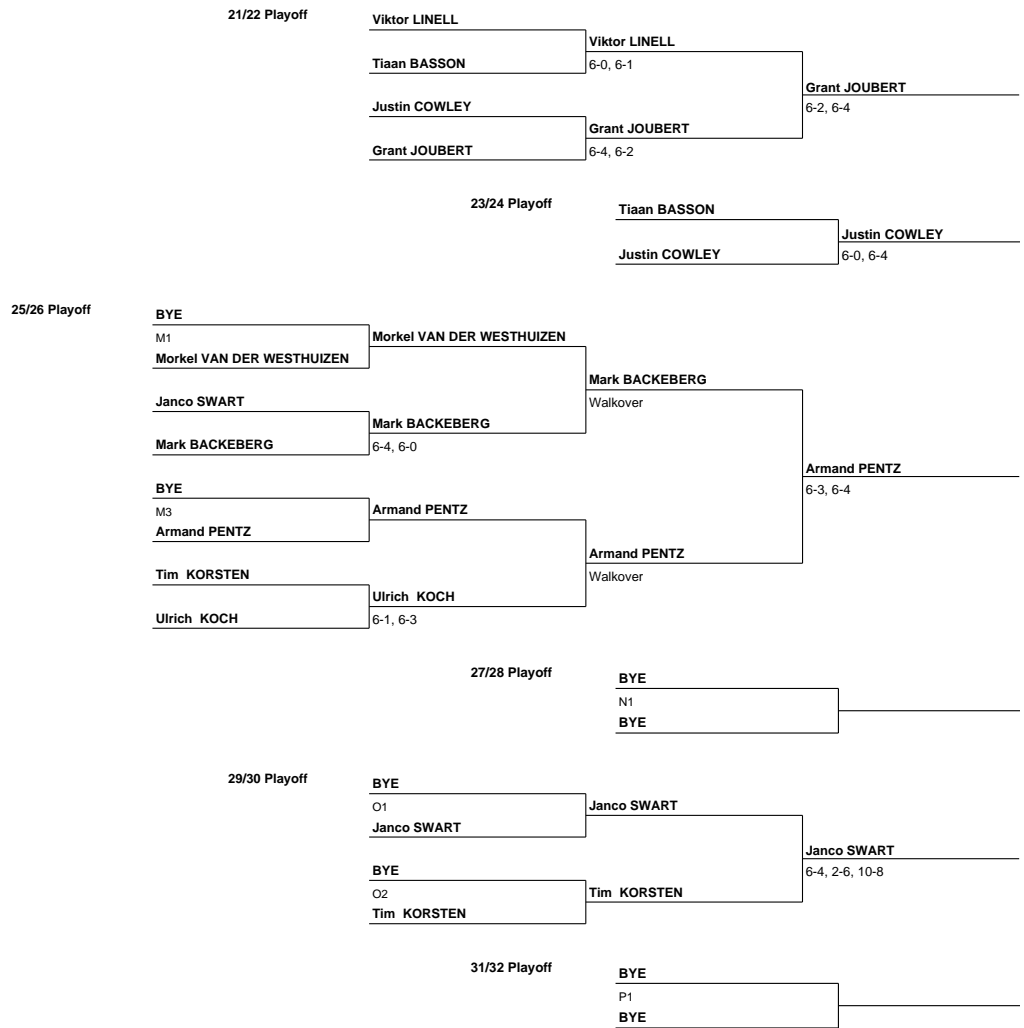 21/22 Playoff
Viktor LINELL
Viktor LINELL
Tiaan BASSON
6-0, 6-1
Grant JOUBERT
Justin COWLEY
6-2, 6-4
Grant JOUBERT
Grant JOUBERT
6-4, 6-2
23/24 Playoff
Tiaan BASSON
Justin COWLEY
Justin COWLEY
6-0, 6-4
25/26 Playoff
BYE
M1
Morkel VAN DER WESTHUIZEN
Morkel VAN DER WESTHUIZEN
Mark BACKEBERG
Janco SWART
Walkover
Mark BACKEBERG
Mark BACKEBERG
6-4, 6-0
Armand PENTZ
BYE
6-3, 6-4
M3
Armand PENTZ
Armand PENTZ
Armand PENTZ
Tim KORSTEN
Walkover
Ulrich KOCH
Ulrich KOCH
6-1, 6-3
27/28 Playoff
BYE
N1
BYE
29/30 Playoff
BYE
O1
Janco SWART
Janco SWART
Janco SWART
BYE
6-4, 2-6, 10-8
O2
Tim KORSTEN
Tim KORSTEN
31/32 Playoff
BYE
P1
BYE